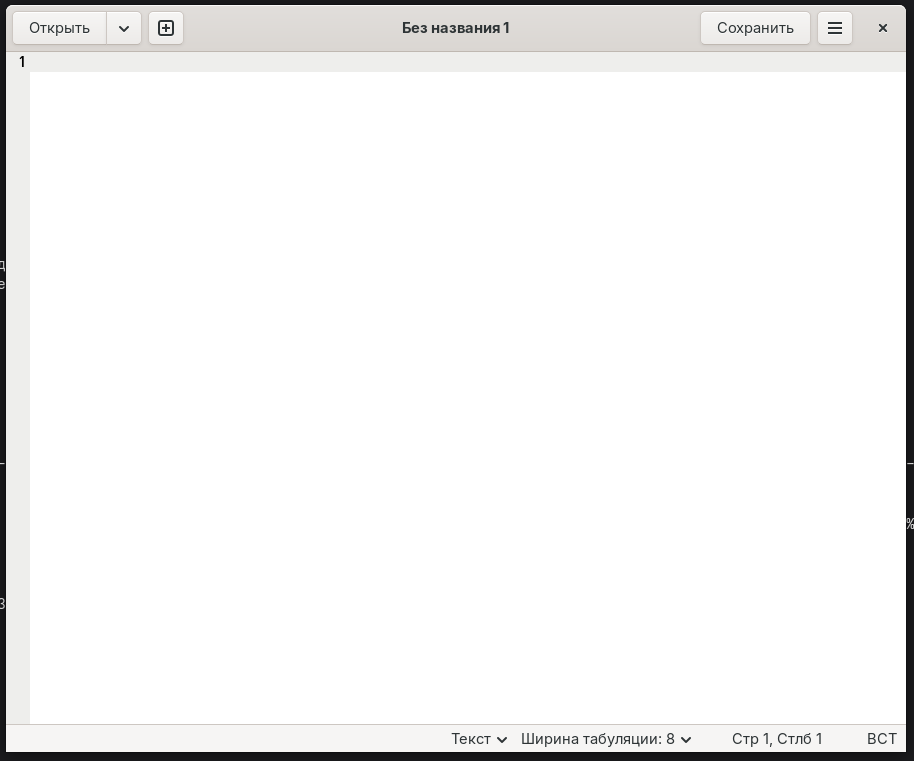 Открыть Без названия 1 Сохранить
1
Текст Ширина табуляции: 8 Стр 1, Стлб 1 ВСТ